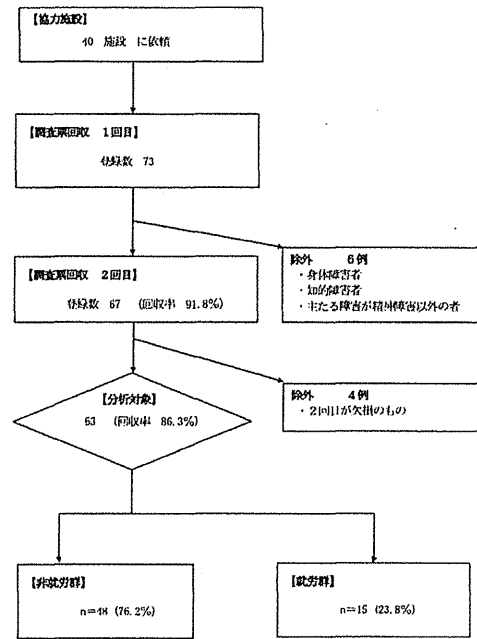 【協力施設】
40 施設 に依頼
【調査票回収 1回目】
登録数 73
除外 6例
・身体障害者
・知的障害者
・主たる障害が精神障害以外の者
【調査票回収 2回目】
登録数 67 (回収率 91.8%)
除外 4例
・2回目が欠損のもの
【分析対象】
63 (回収率 86.3%)
【非就労群】
n=48 (76.2%)
【就労群】
n=15 (23.8%)